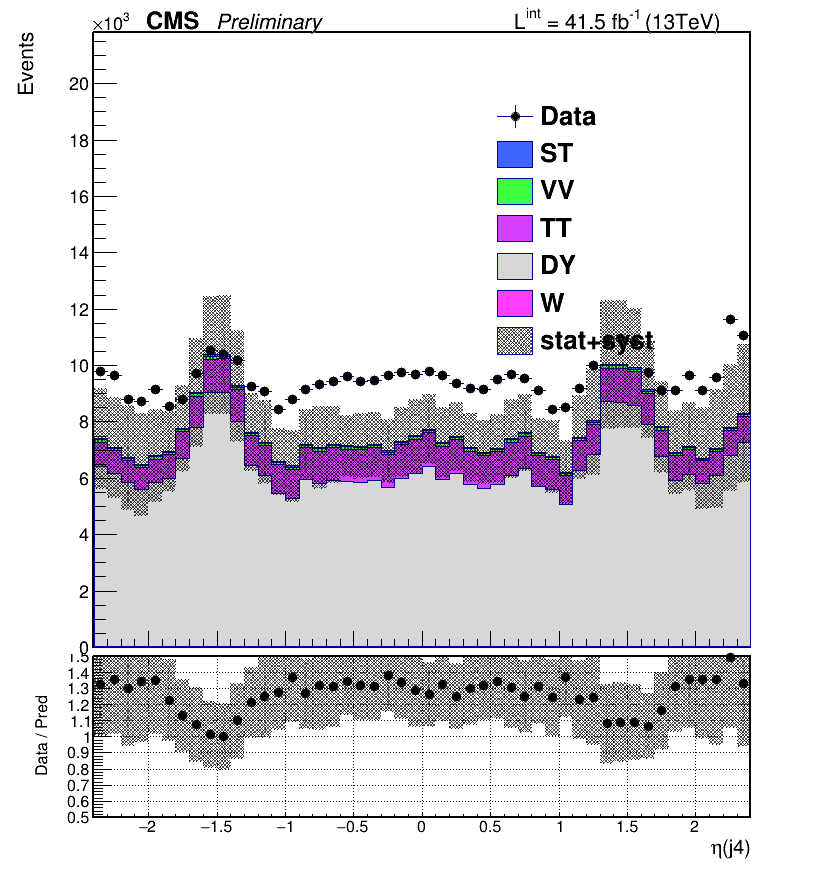 ×10³ CMS Preliminary L^int = 41.5 fb⁻¹ (13TeV)
Events
20
18
16
14
12
10
8
6
4
2
0
Data
ST
VV
TT
DY
W
stat+syst
Data / Pred
1.5
1.4
1.3
1.2
1.1
1
0.9
0.8
0.7
0.6
0.5
−2 −1.5 −1 −0.5 0 0.5 1 1.5 2
η(j4)